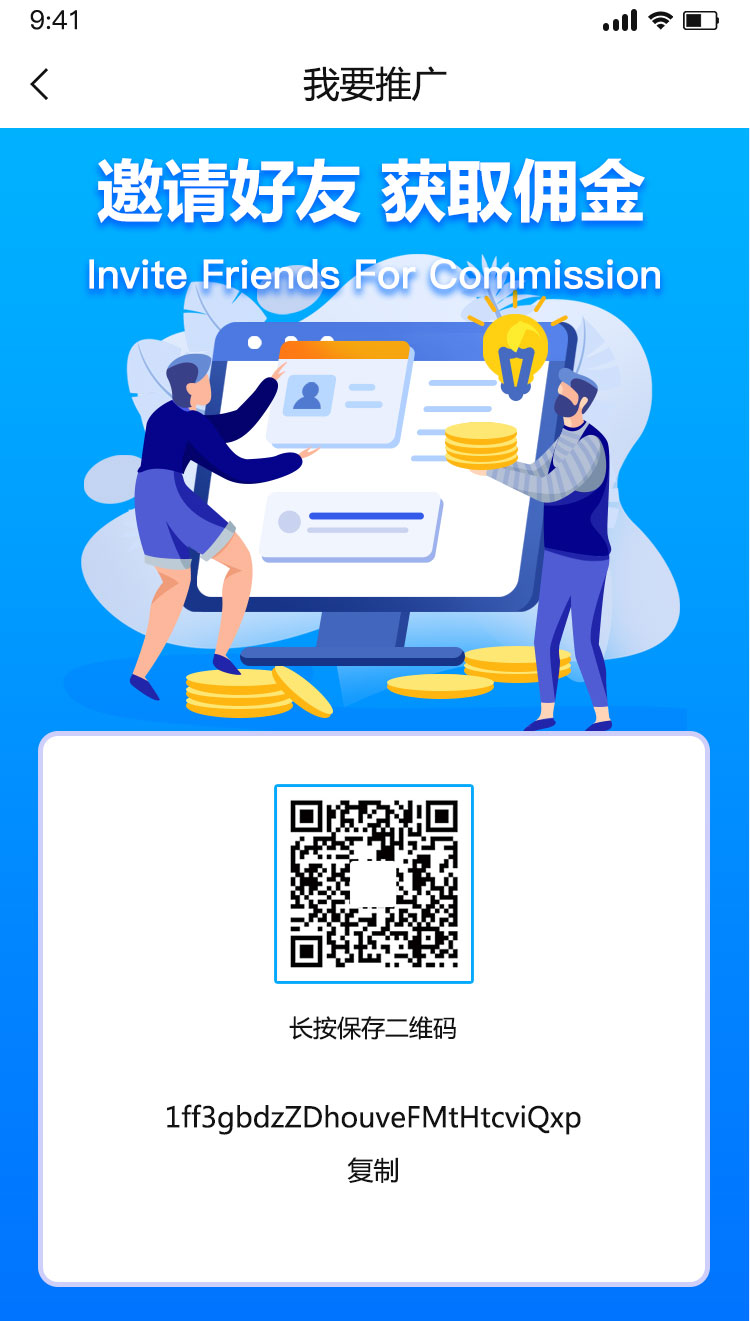 9:41
我要推广
邀请好友 获取佣金
Invite Friends For Commission
长按保存二维码
1ff3gbdzZDhouveFMtHtcviQxp
复制